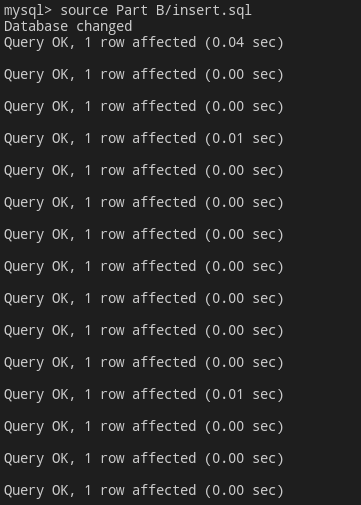 mysql> source Part B/insert.sql
Database changed
Query OK, 1 row affected (0.04 sec)
Query OK, 1 row affected (0.00 sec)
Query OK, 1 row affected (0.00 sec)
Query OK, 1 row affected (0.01 sec)
Query OK, 1 row affected (0.00 sec)
Query OK, 1 row affected (0.00 sec)
Query OK, 1 row affected (0.00 sec)
Query OK, 1 row affected (0.00 sec)
Query OK, 1 row affected (0.00 sec)
Query OK, 1 row affected (0.00 sec)
Query OK, 1 row affected (0.00 sec)
Query OK, 1 row affected (0.01 sec)
Query OK, 1 row affected (0.00 sec)
Query OK, 1 row affected (0.00 sec)
Query OK, 1 row affected (0.00 sec)